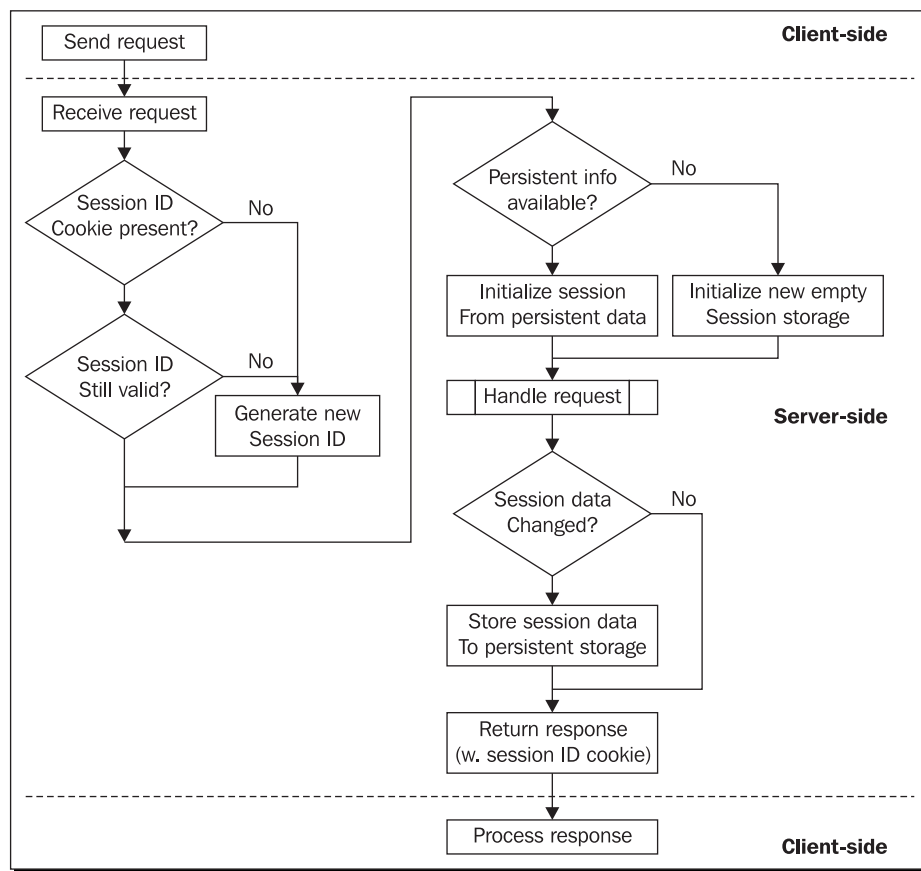 Send request
Client-side
Receive request
Session ID
Cookie present?
No
Session ID
Still valid?
No
Generate new
Session ID
Persistent info
available?
No
Initialize session
From persistent data
Initialize new empty
Session storage
Handle request
Server-side
Session data
Changed?
No
Store session data
To persistent storage
Return response
(w. session ID cookie)
Process response
Client-side